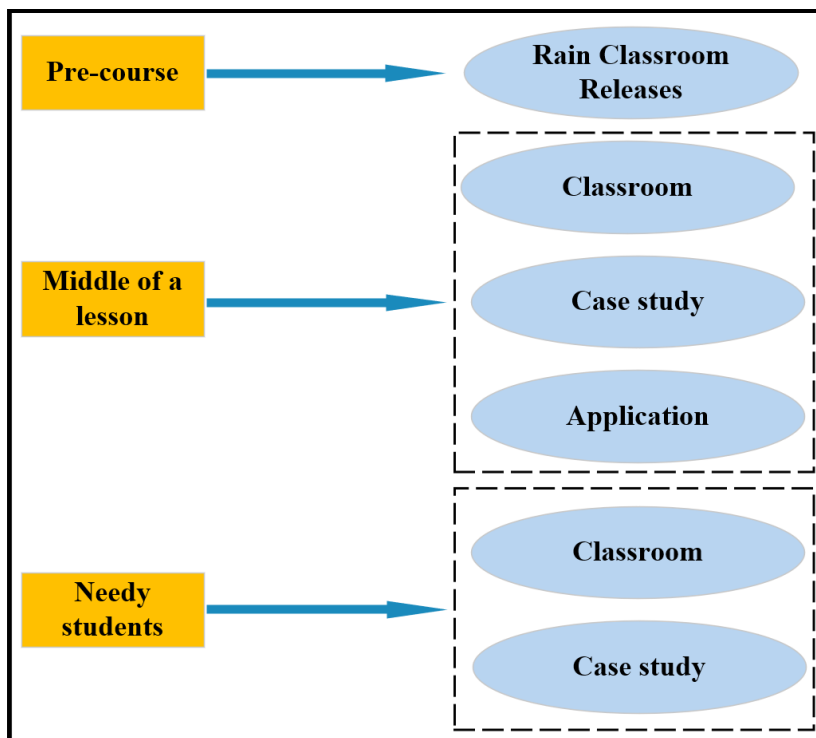 Pre-course
Rain Classroom
Releases
Classroom
Middle of a
lesson
Case study
Application
Classroom
Needy
students
Case study